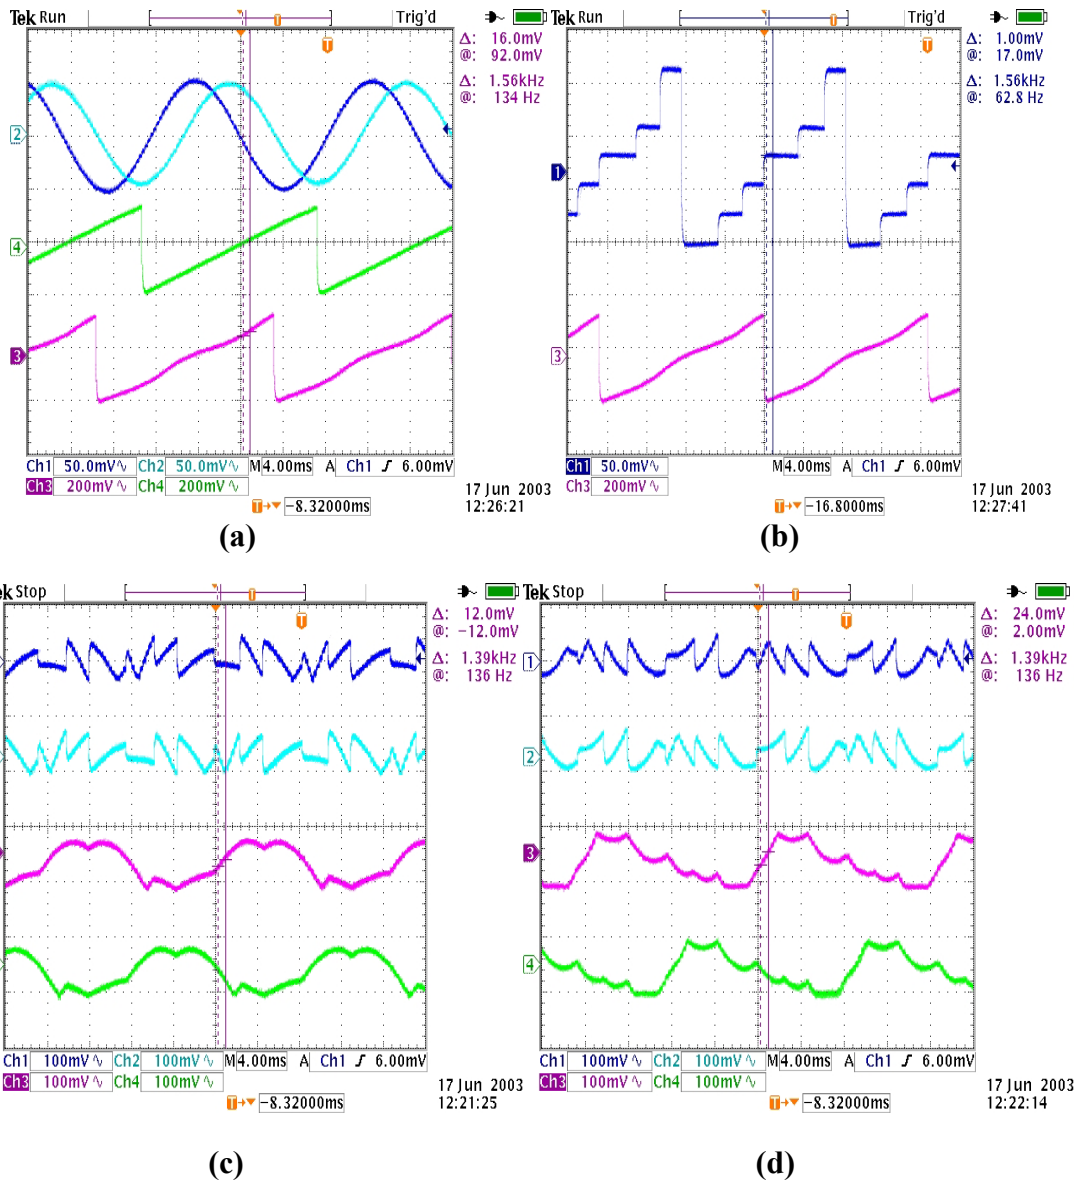 Tek Run Trig'd
Δ: 16.0mV
@: 92.0mV
Δ: 1.56kHz
@: 134 Hz
T
2
4
3
Ch1 50.0mV∿ Ch2 50.0mV∿ M 4.00ms A Ch1 ƒ 6.00mV
Ch3 200mV∿ Ch4 200mV∿
T→▼ −8.32000ms
17 Jun 2003
12:26:21
(a)
Tek Run Trig'd
Δ: 1.00mV
@: 17.0mV
Δ: 1.56kHz
@: 62.8 Hz
T
1
3
Ch1 50.0mV∿ M 4.00ms A Ch1 ƒ 6.00mV
Ch3 200mV∿
T→▼ −16.8000ms
17 Jun 2003
12:27:41
(b)
ek Stop
Δ: 12.0mV
@: −12.0mV
Δ: 1.39kHz
@: 136 Hz
T
Ch1 100mV∿ Ch2 100mV∿ M 4.00ms A Ch1 ƒ 6.00mV
Ch3 100mV∿ Ch4 100mV∿
T→▼ −8.32000ms
17 Jun 2003
12:21:25
(c)
Tek Stop
Δ: 24.0mV
@: 2.00mV
Δ: 1.39kHz
@: 136 Hz
T
1
2
3
4
Ch1 100mV∿ Ch2 100mV∿ M 4.00ms A Ch1 ƒ 6.00mV
Ch3 100mV∿ Ch4 100mV∿
T→▼ −8.32000ms
17 Jun 2003
12:22:14
(d)